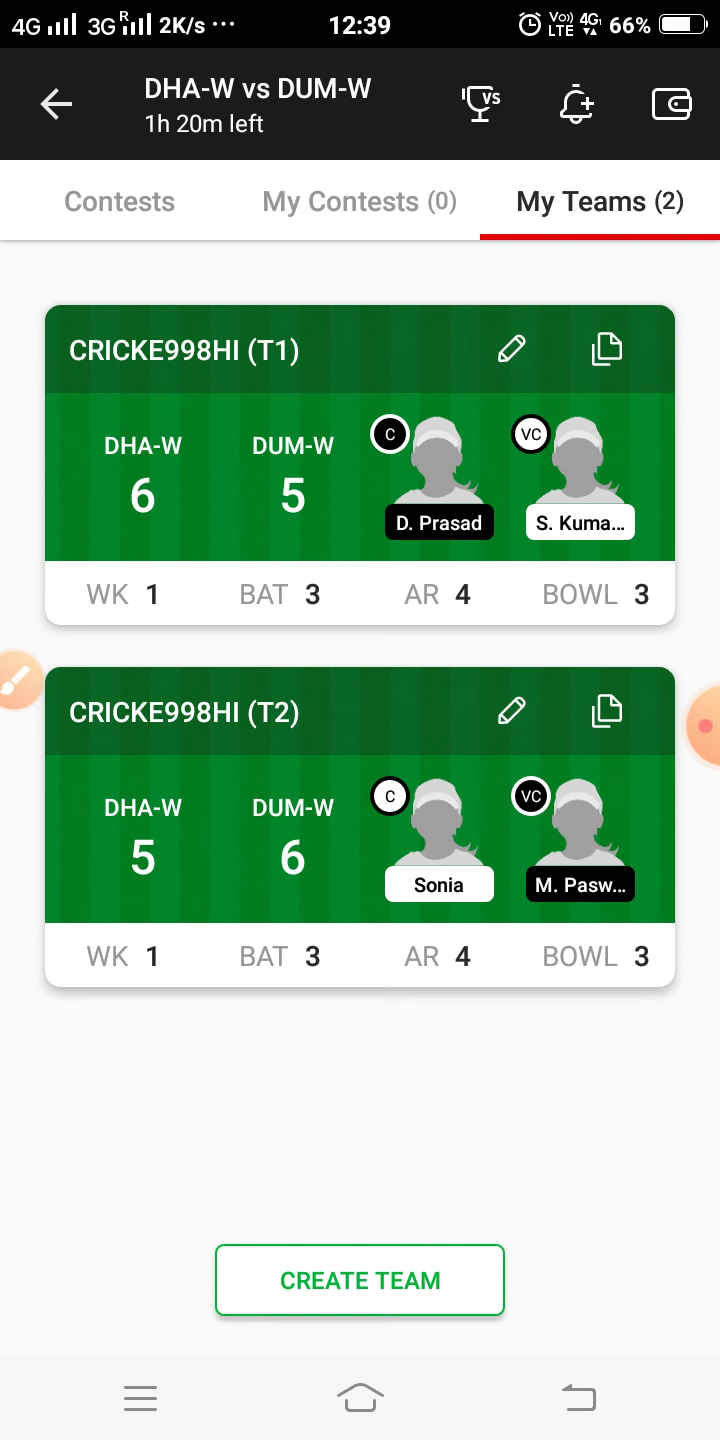 4G 3G R 2K/s ... 12:39 Vo)) LTE 4G 66%
DHA-W vs DUM-W
1h 20m left
VS
Contests My Contests (0) My Teams (2)
CRICKE998HI (T1)
DHA-W DUM-W
6 5
C VC
D. Prasad S. Kuma...
WK 1 BAT 3 AR 4 BOWL 3
CRICKE998HI (T2)
DHA-W DUM-W
5 6
C VC
Sonia M. Pasw...
WK 1 BAT 3 AR 4 BOWL 3
CREATE TEAM